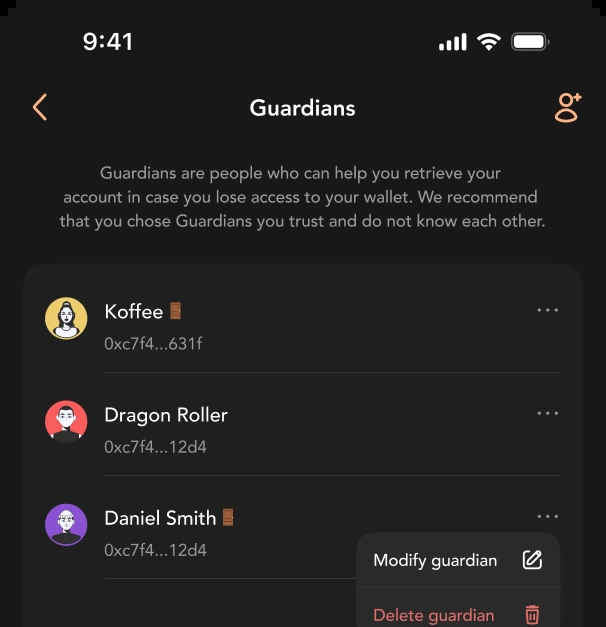 9:41
Guardians
Guardians are people who can help you retrieve your
account in case you lose access to your wallet. We recommend
that you chose Guardians you trust and do not know each other.
Koffee 🚪
0xc7f4...631f
Dragon Roller
0xc7f4...12d4
Daniel Smith 🚪
0xc7f4...12d4
Modify guardian
Delete guardian